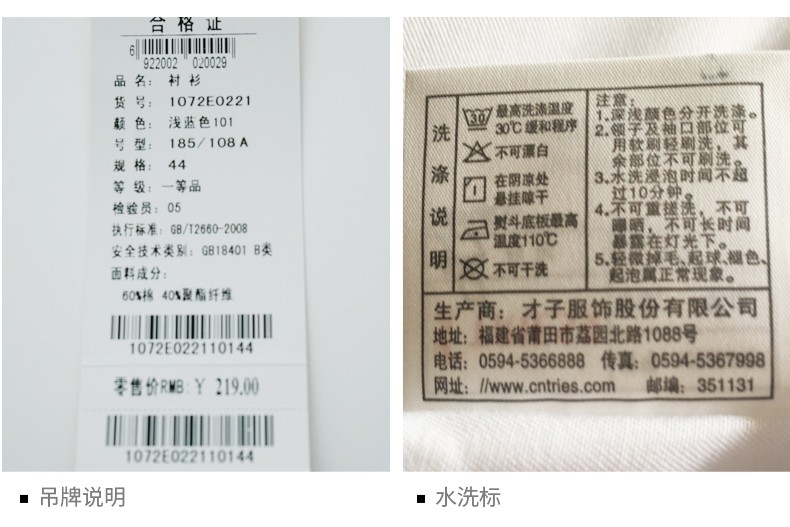 合格证
6 922002 020029
品名: 衬衫
货号: 1072E0221
颜色: 浅蓝色101
号型: 185/108A
规格: 44
等级: 一等品
检验员: 05
执行标准: GB/T2660-2008
安全技术类别: GB18401 B类
面料成分:
60%棉 40%聚酯纤维
1072E022110144
零售价RMB:¥ 219.00
1072E022110144
吊牌说明
洗涤说明
30
最高洗涤温度
30℃缓和程序
不可漂白
在阴凉处
悬挂晾干
熨斗底板最高
温度110℃
不可干洗
注意:
1.深浅颜色分开洗涤。
2.领子及袖口部位可
用软刷轻刷洗,其
余部位不可刷洗。
3.水洗浸泡时间不超
过10分钟。
4.不可重搓洗,不可
曝晒,不可长时间
暴露在灯光下。
5.轻微掉毛、起球、褪色、
起泡属正常现象。
生产商: 才子服饰股份有限公司
地址: 福建省莆田市荔园北路1088号
电话: 0594-5366888 传真: 0594-5367998
网址: //www.cntries.com 邮编: 351131
水洗标